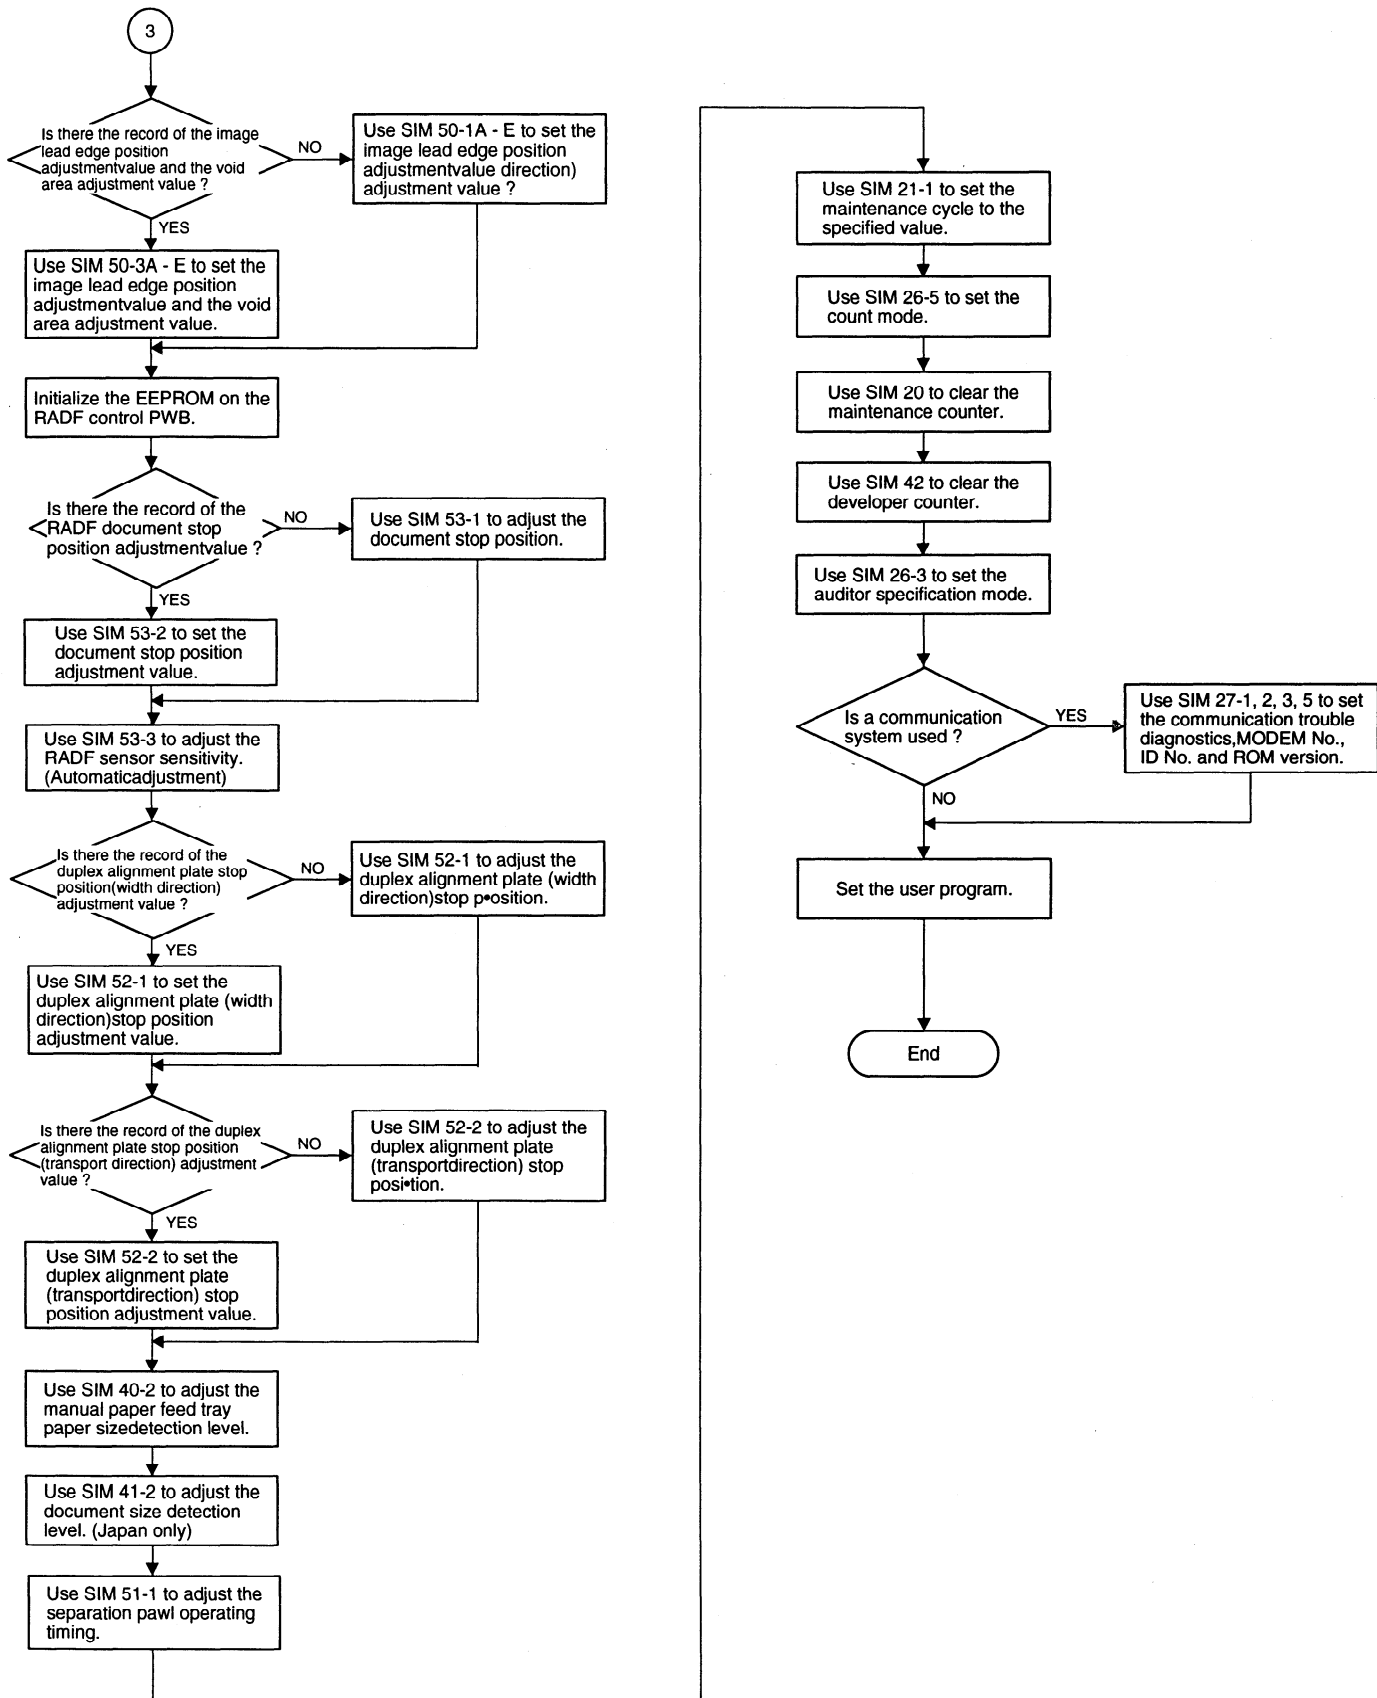 3
Is there the record of the image
lead edge position
adjustmentvalue and the void
area adjustment value ?
NO
Use SIM 50-1A - E to set the
image lead edge position
adjustmentvalue direction)
adjustment value ?
YES
Use SIM 50-3A - E to set the
image lead edge position
adjustmentvalue and the void
area adjustment value.
Initialize the EEPROM on the
RADF control PWB.
Is there the record of the
RADF document stop
position adjustmentvalue ?
NO
Use SIM 53-1 to adjust the
document stop position.
YES
Use SIM 53-2 to set the
document stop position
adjustment value.
Use SIM 53-3 to adjust the
RADF sensor sensitivity.
(Automaticadjustment)
Is there the record of the
duplex alignment plate stop
position(width direction)
adjustment value ?
NO
Use SIM 52-1 to adjust the
duplex alignment plate (width
direction)stop p•osition.
YES
Use SIM 52-1 to set the
duplex alignment plate (width
direction)stop position
adjustment value.
Is there the record of the duplex
alignment plate stop position
(transport direction) adjustment
value ?
NO
Use SIM 52-2 to adjust the
duplex alignment plate
(transportdirection) stop
posi•tion.
YES
Use SIM 52-2 to set the
duplex alignment plate
(transportdirection) stop
position adjustment value.
Use SIM 40-2 to adjust the
manual paper feed tray
paper sizedetection level.
Use SIM 41-2 to adjust the
document size detection
level. (Japan only)
Use SIM 51-1 to adjust the
separation pawl operating
timing.
Use SIM 21-1 to set the
maintenance cycle to the
specified value.
Use SIM 26-5 to set the
count mode.
Use SIM 20 to clear the
maintenance counter.
Use SIM 42 to clear the
developer counter.
Use SIM 26-3 to set the
auditor specification mode.
Is a communication
system used ?
YES
Use SIM 27-1, 2, 3, 5 to set
the communication trouble
diagnostics,MODEM No.,
ID No. and ROM version.
NO
Set the user program.
End